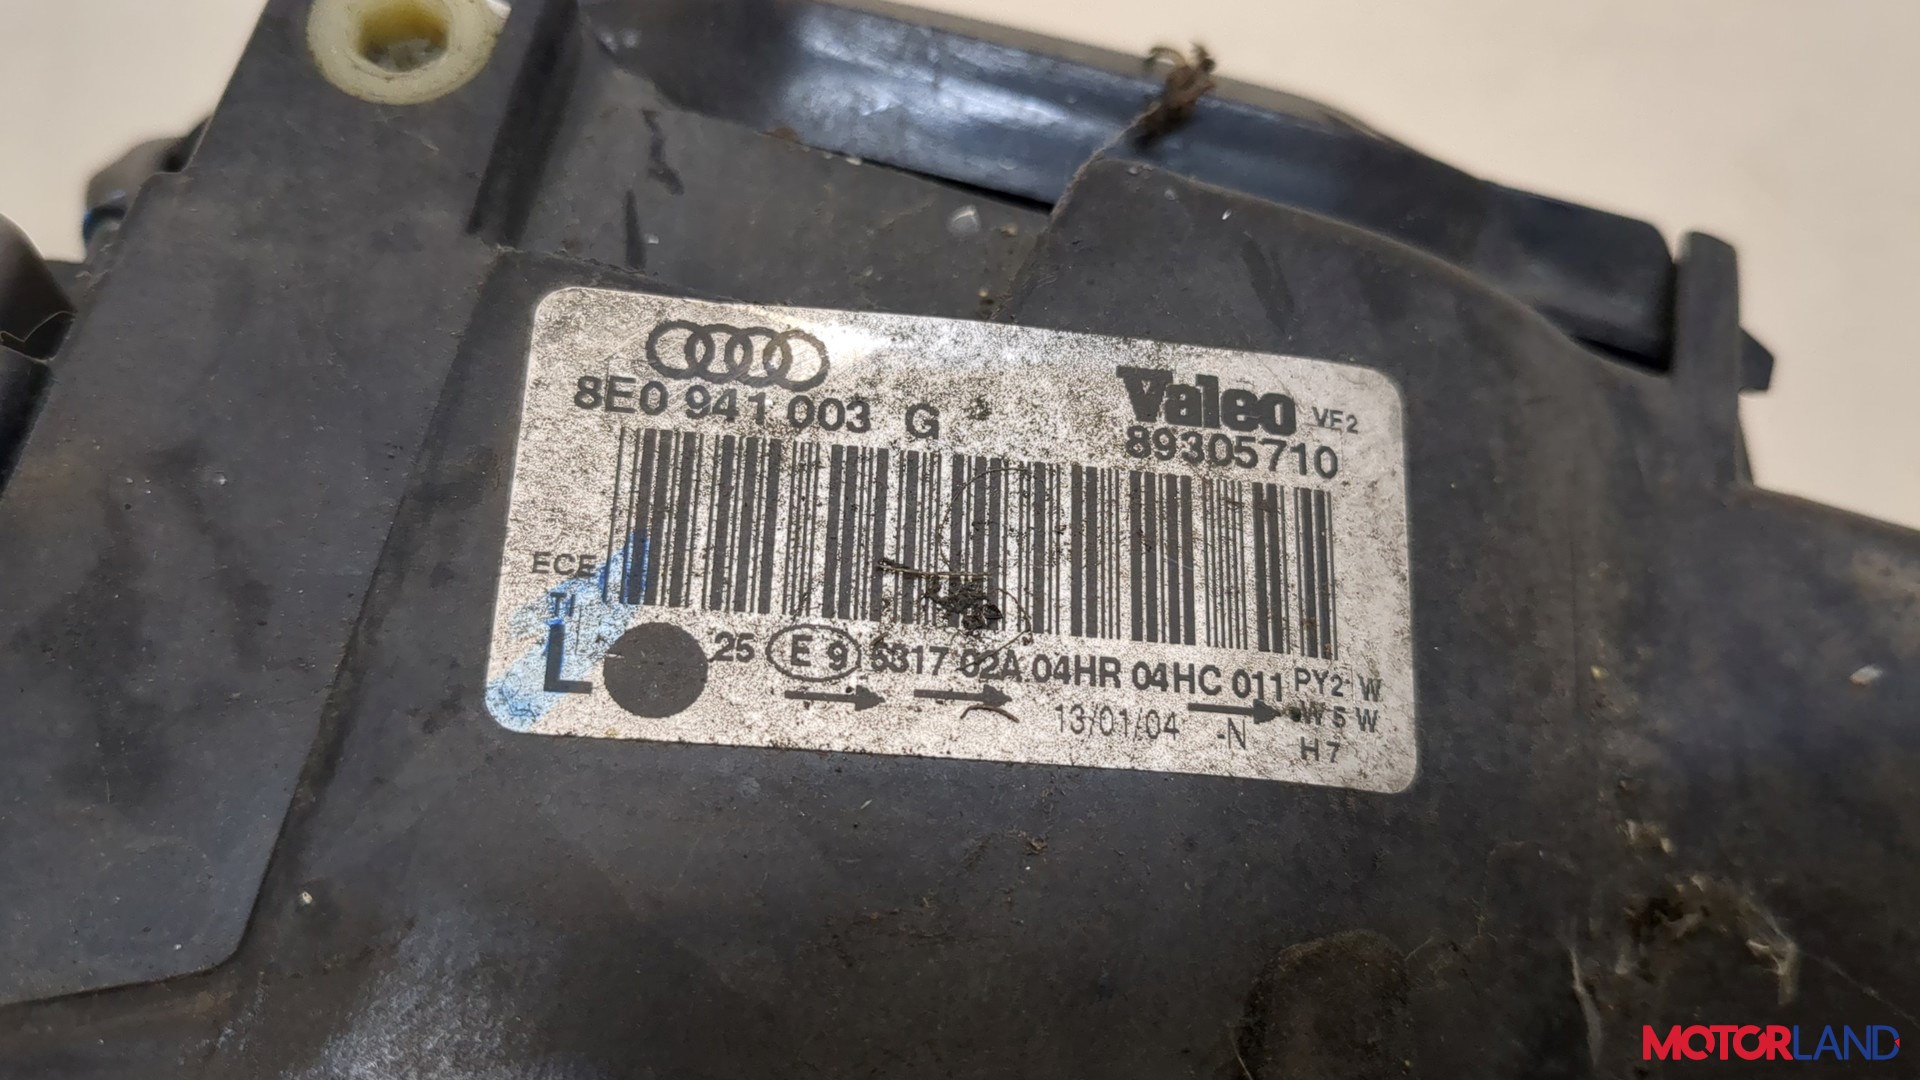 8E0 941 003 G
Valeo VE2
89305710
ECE
L
25 E9 5317 02A 04HR 04HC 011 PY2 W
W5W
13/01/04 -N
H7
MOTORLAND